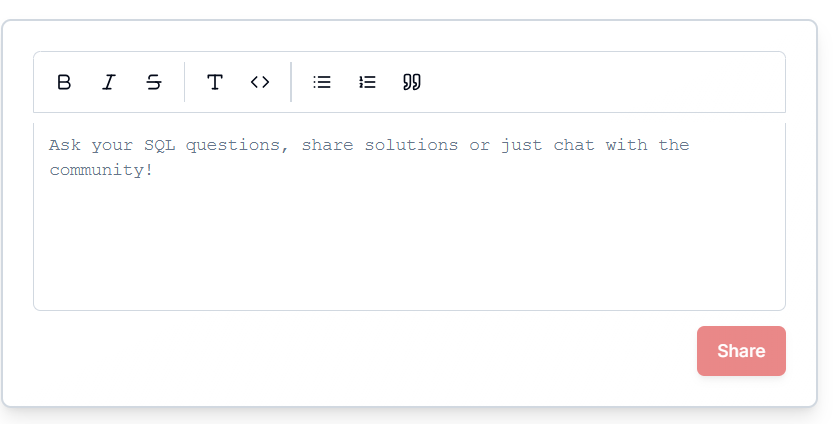 Ask your SQL questions, share solutions or just chat with the
community!
Share